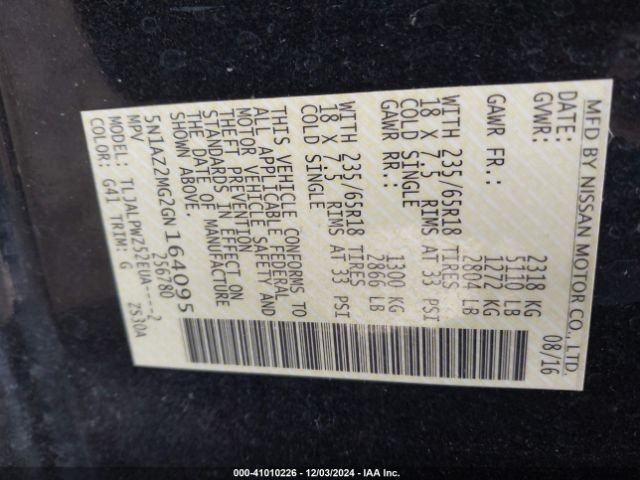 MFD BY NISSAN MOTOR CO., LTD.
DATE: 08/16
GVWR: 2318 KG
5110 LB
GAWR FR.: 1272 KG
2804 LB
WITH 235/65R18 TIRES
18 X 7.5 RIMS AT 33 PSI
COLD SINGLE
GAWR RR.: 1300 KG
2866 LB
WITH 235/65R18 TIRES
18 X 7.5 RIMS AT 33 PSI
COLD SINGLE
THIS VEHICLE CONFORMS TO
ALL APPLICABLE FEDERAL
MOTOR VEHICLE SAFETY AND
THEFT PREVENTION
STANDARDS IN EFFECT ON
THE DATE OF MANUFACTURE
SHOWN ABOVE.
5N1AZ2MG2GN164095
MPV 256780
MODEL: TLJALPWZ52EUA----2
COLOR: G41 TRIM: G ZS30A
000-41010226 - 12/03/2024 - IAA Inc.